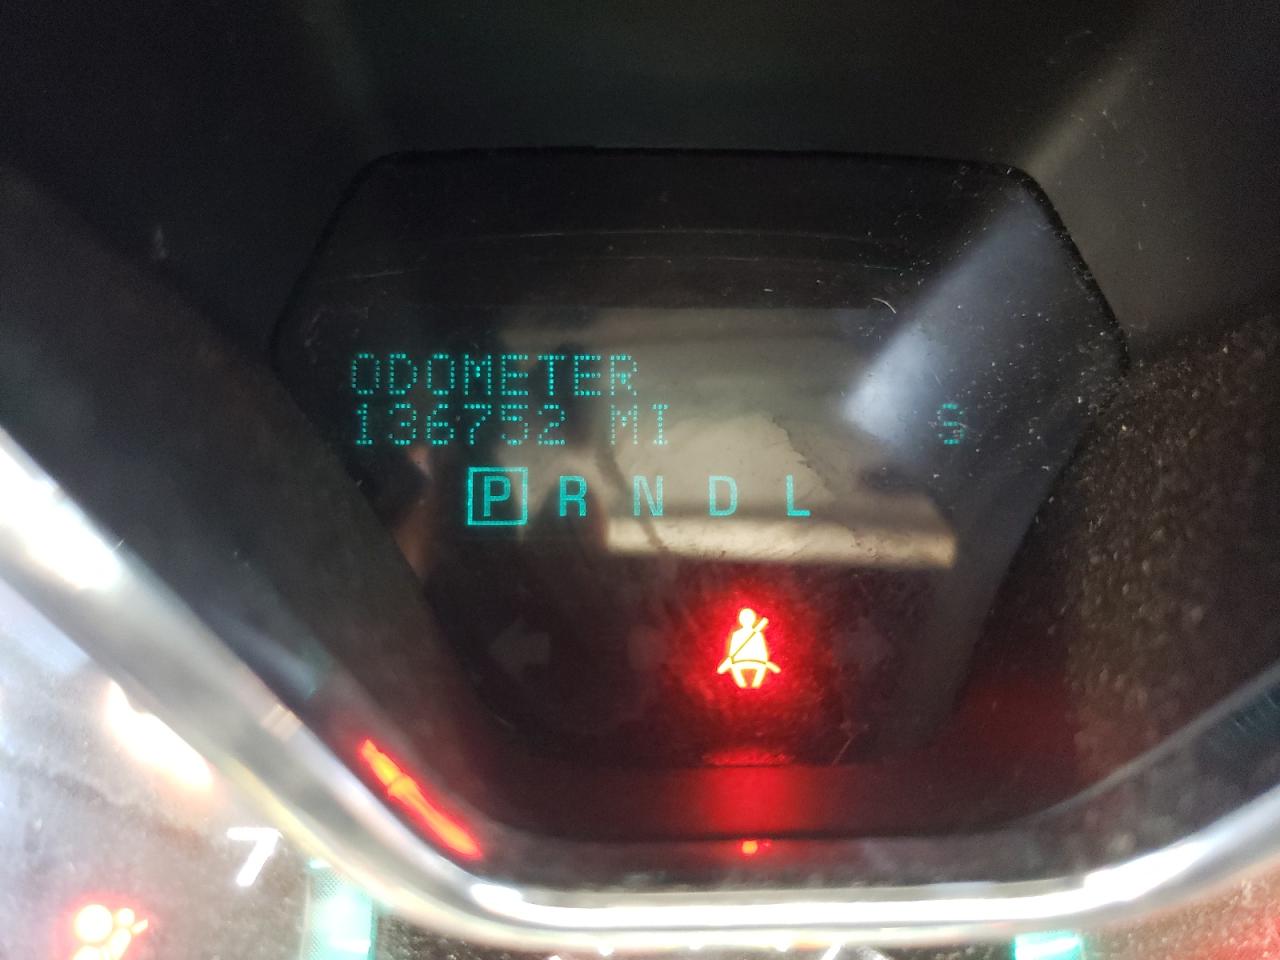 ODOMETER
136752 MI S
P R N D L
7